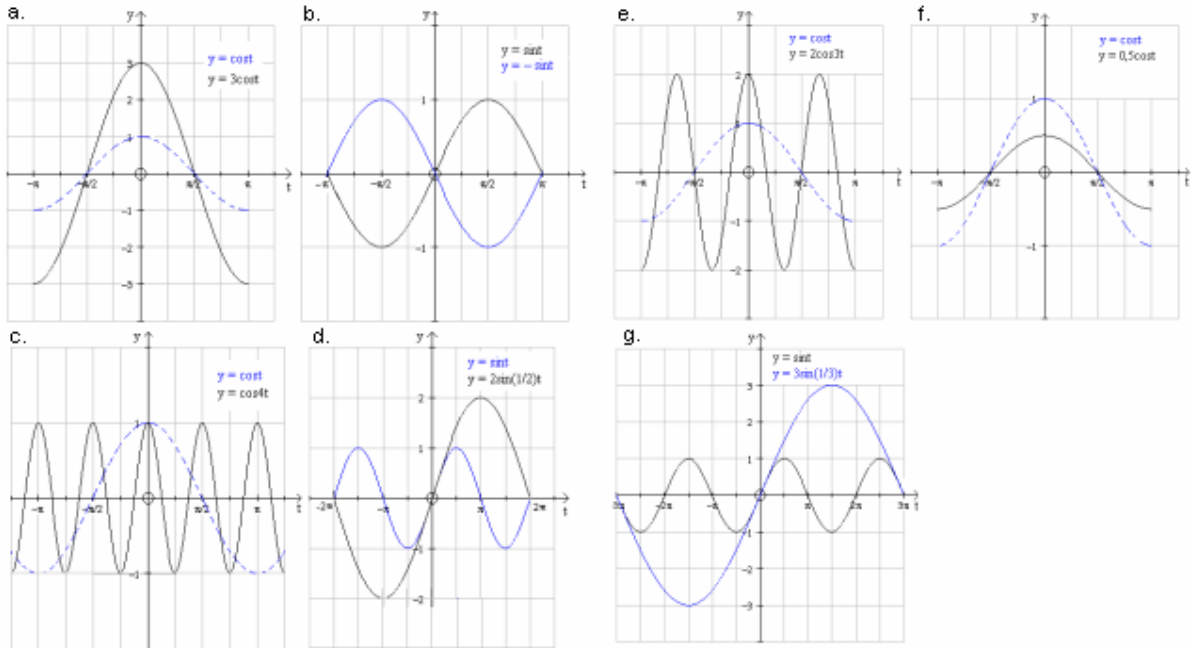 a.
y
y = cost
y = 3cost
3
2
1
-π
-π/2
π/2
π
t
-1
-2
-3
b.
y
y = sint
y = -sint
1
-π
-π/2
π/2
π
t
-1
e.
y
y = cost
y = 2cos3t
2
1
-π
-π/2
π/2
π
t
-1
-2
f.
y
y = cost
y = 0,5cost
1
-π
-π/2
π/2
π
t
-1
c.
y
y = cost
y = cos4t
1
-π
-π/2
π/2
π
t
-1
d.
y
y = sint
y = 2sin(1/2)t
2
1
-2π
-π
π
2π
t
-1
-2
g.
y
y = sint
y = 3sin(1/3)t
3
2
1
3π
-2π
-π
π
2π
3π
t
-1
-2
-3